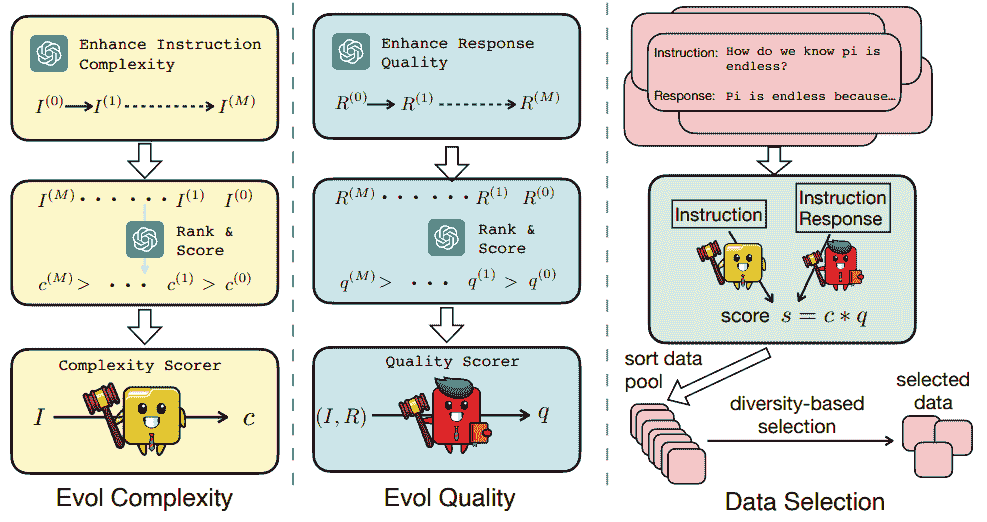 Enhance Instruction
Complexity
I^(0) → I^(1) ⇢ I^(M)
I^(M) · · · · · · I^(1) I^(0)
Rank &
Score
c^(M) > · · · c^(1) > c^(0)
Complexity Scorer
I → c
Evol Complexity
Enhance Response
Quality
R^(0) → R^(1) ⇢ R^(M)
R^(M) · · · · · · R^(1) R^(0)
Rank &
Score
q^(M) > · · · q^(1) > q^(0)
Quality Scorer
(I, R) → q
Evol Quality
Instruction: How do we know pi is
endless?
Response: Pi is endless because…
Instruction
Instruction
Response
score s = c * q
sort data
pool
diversity-based
selection
selected
data
Data Selection